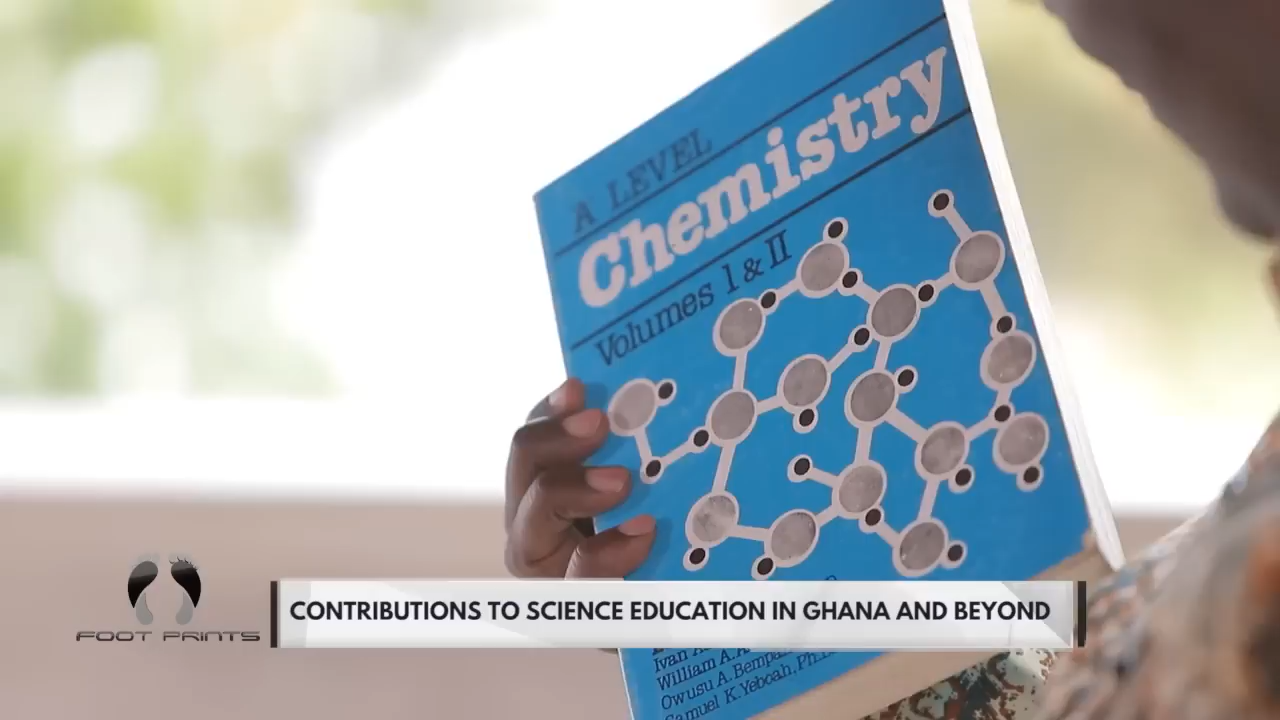 A LEVEL
Chemistry
Volumes I & II
FOOT PRINTS
CONTRIBUTIONS TO SCIENCE EDUCATION IN GHANA AND BEYOND
Ivan
William A.
Owusu A.
Samuel K. Yeboah, Ph.D.